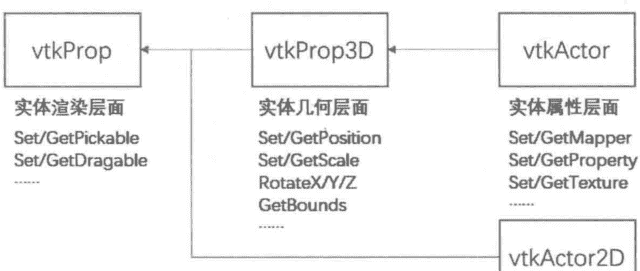 vtkProp
vtkProp3D
vtkActor
实体渲染层面
实体几何层面
实体属性层面
Set/GetPickable
Set/GetPosition
Set/GetMapper
Set/GetDragable
Set/GetScale
Set/GetProperty
......
RotateX/Y/Z
Set/GetTexture
GetBounds
......
......
vtkActor2D